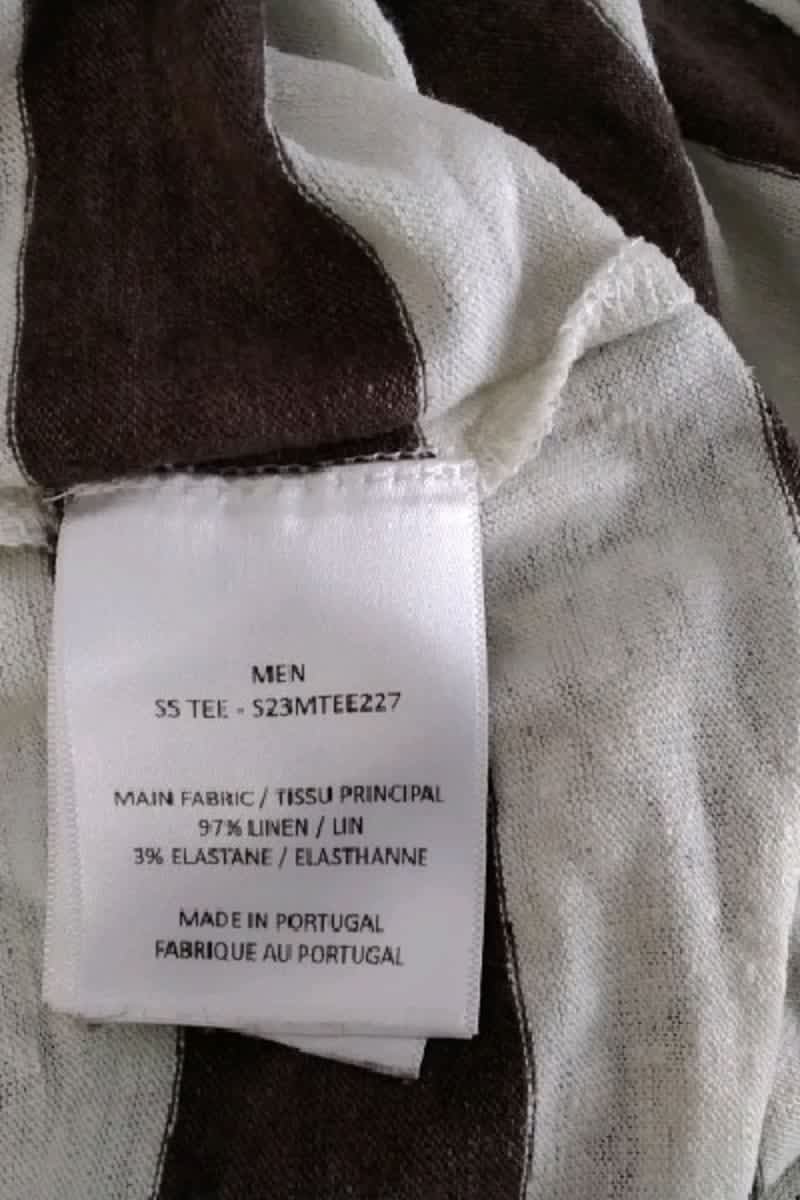 MEN
SS TEE - S23MTEE227
MAIN FABRIC / TISSU PRINCIPAL
97% LINEN / LIN
3% ELASTANE / ELASTHANNE
MADE IN PORTUGAL
FABRIQUE AU PORTUGAL